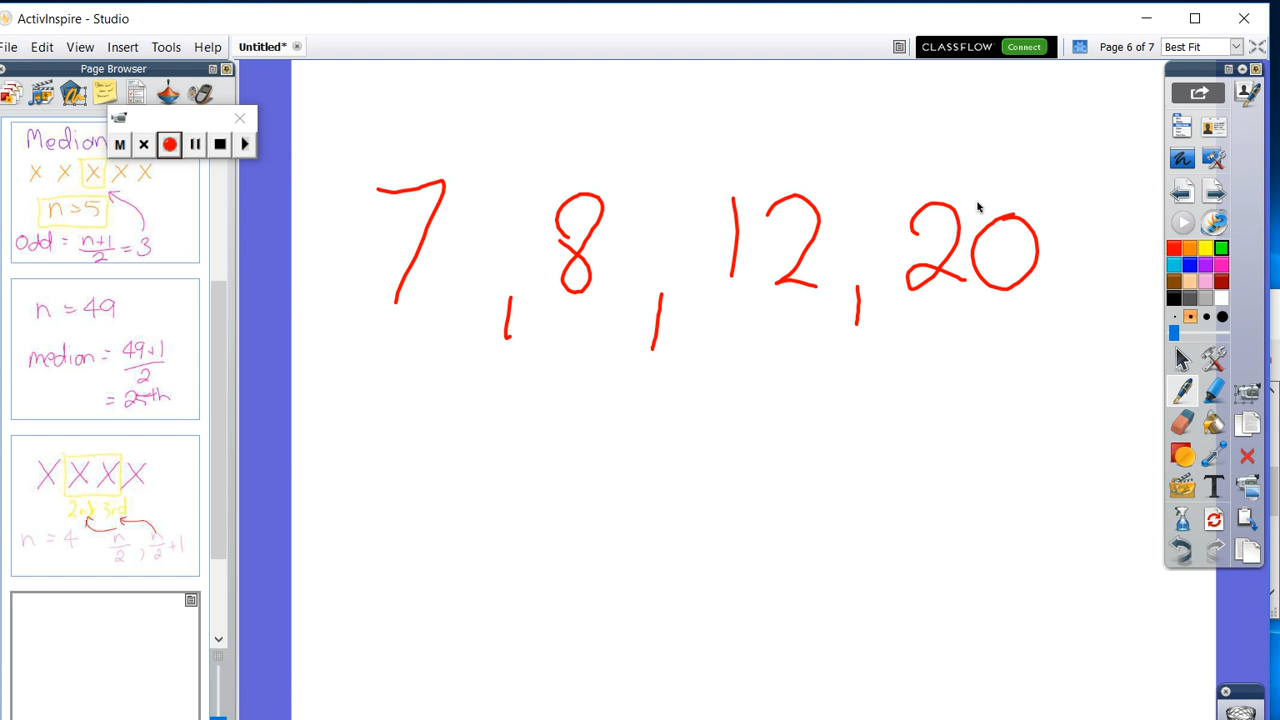 ActivInspire - Studio
File Edit View Insert Tools Help
Untitled*
CLASSFLOW Connect
Page 6 of 7
Best Fit
Page Browser
M
Median
X X X X X
n = 5
Odd = n+1/2 = 3
n = 49
median = 49+1/2
= 25th
X X X X
2nd 3rd
n = 4 n/2, n/2+1
7, 8, 12, 20
T